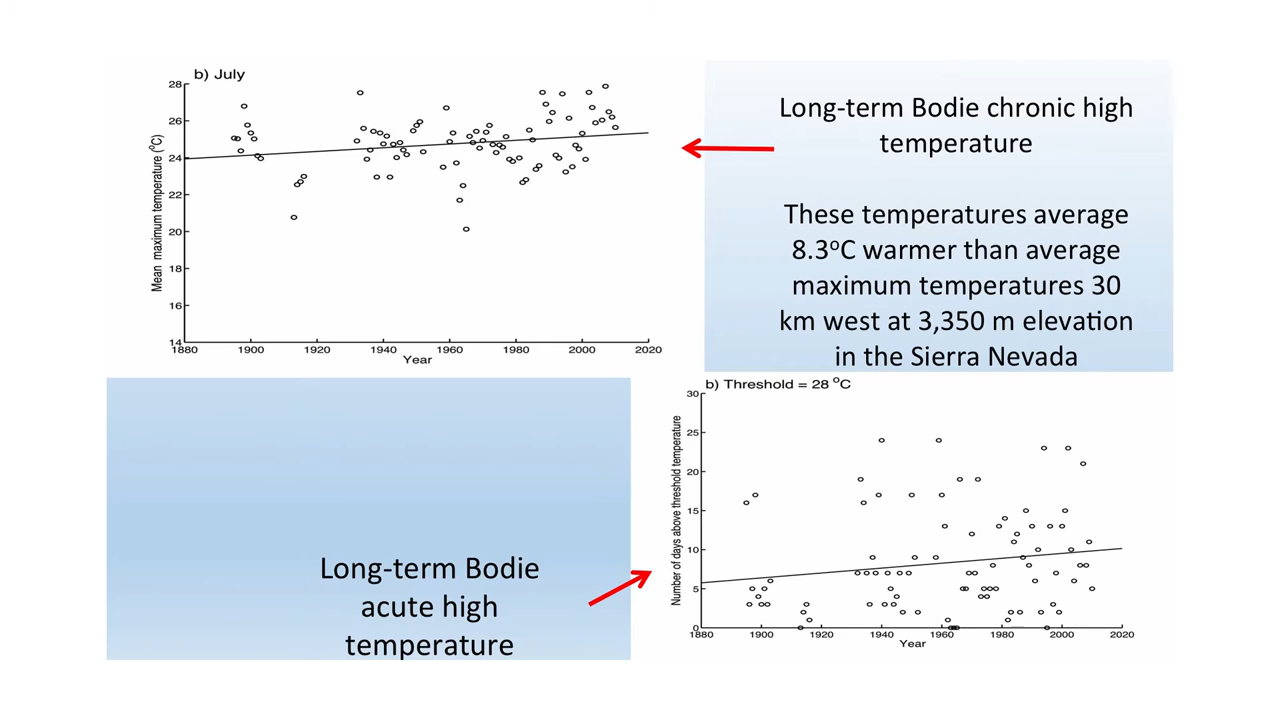 b) July
28
26
24
22
20
18
16
14
Mean maximum temperature (°C)
1880 1900 1920 1940 1960 1980 2000 2020
Year
Long-term Bodie chronic high
temperature
These temperatures average
8.3°C warmer than average
maximum temperatures 30
km west at 3,350 m elevation
in the Sierra Nevada
Long-term Bodie
acute high
temperature
b) Threshold = 28 °C
30
25
20
15
10
5
0
Number of days above threshold temperature
1880 1900 1920 1940 1960 1980 2000 2020
Year